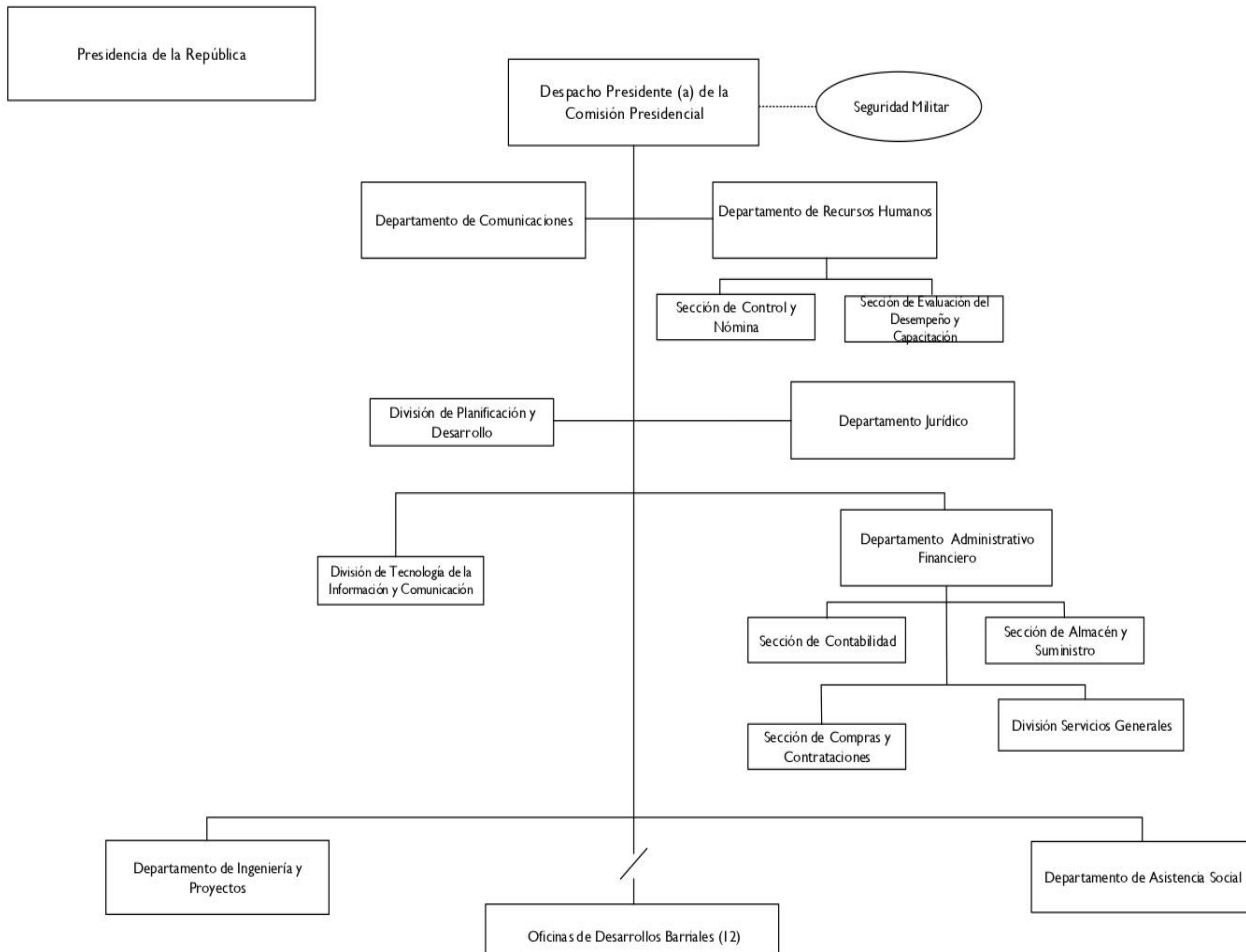 Presidencia de la República
Despacho Presidente (a) de la
Comisión Presidencial
Seguridad Militar
Departamento de Comunicaciones
Departamento de Recursos Humanos
Sección de Control y
Nómina
Sección de Evaluación del
Desempeño y
Capacitación
División de Planificación y
Desarrollo
Departamento Jurídico
División de Tecnología de la
Información y Comunicación
Departamento Administrativo
Financiero
Sección de Contabilidad
Sección de Almacén y
Suministro
Sección de Compras y
Contrataciones
División Servicios Generales
Departamento de Ingeniería y
Proyectos
Departamento de Asistencia Social
Oficinas de Desarrollos Barriales (12)